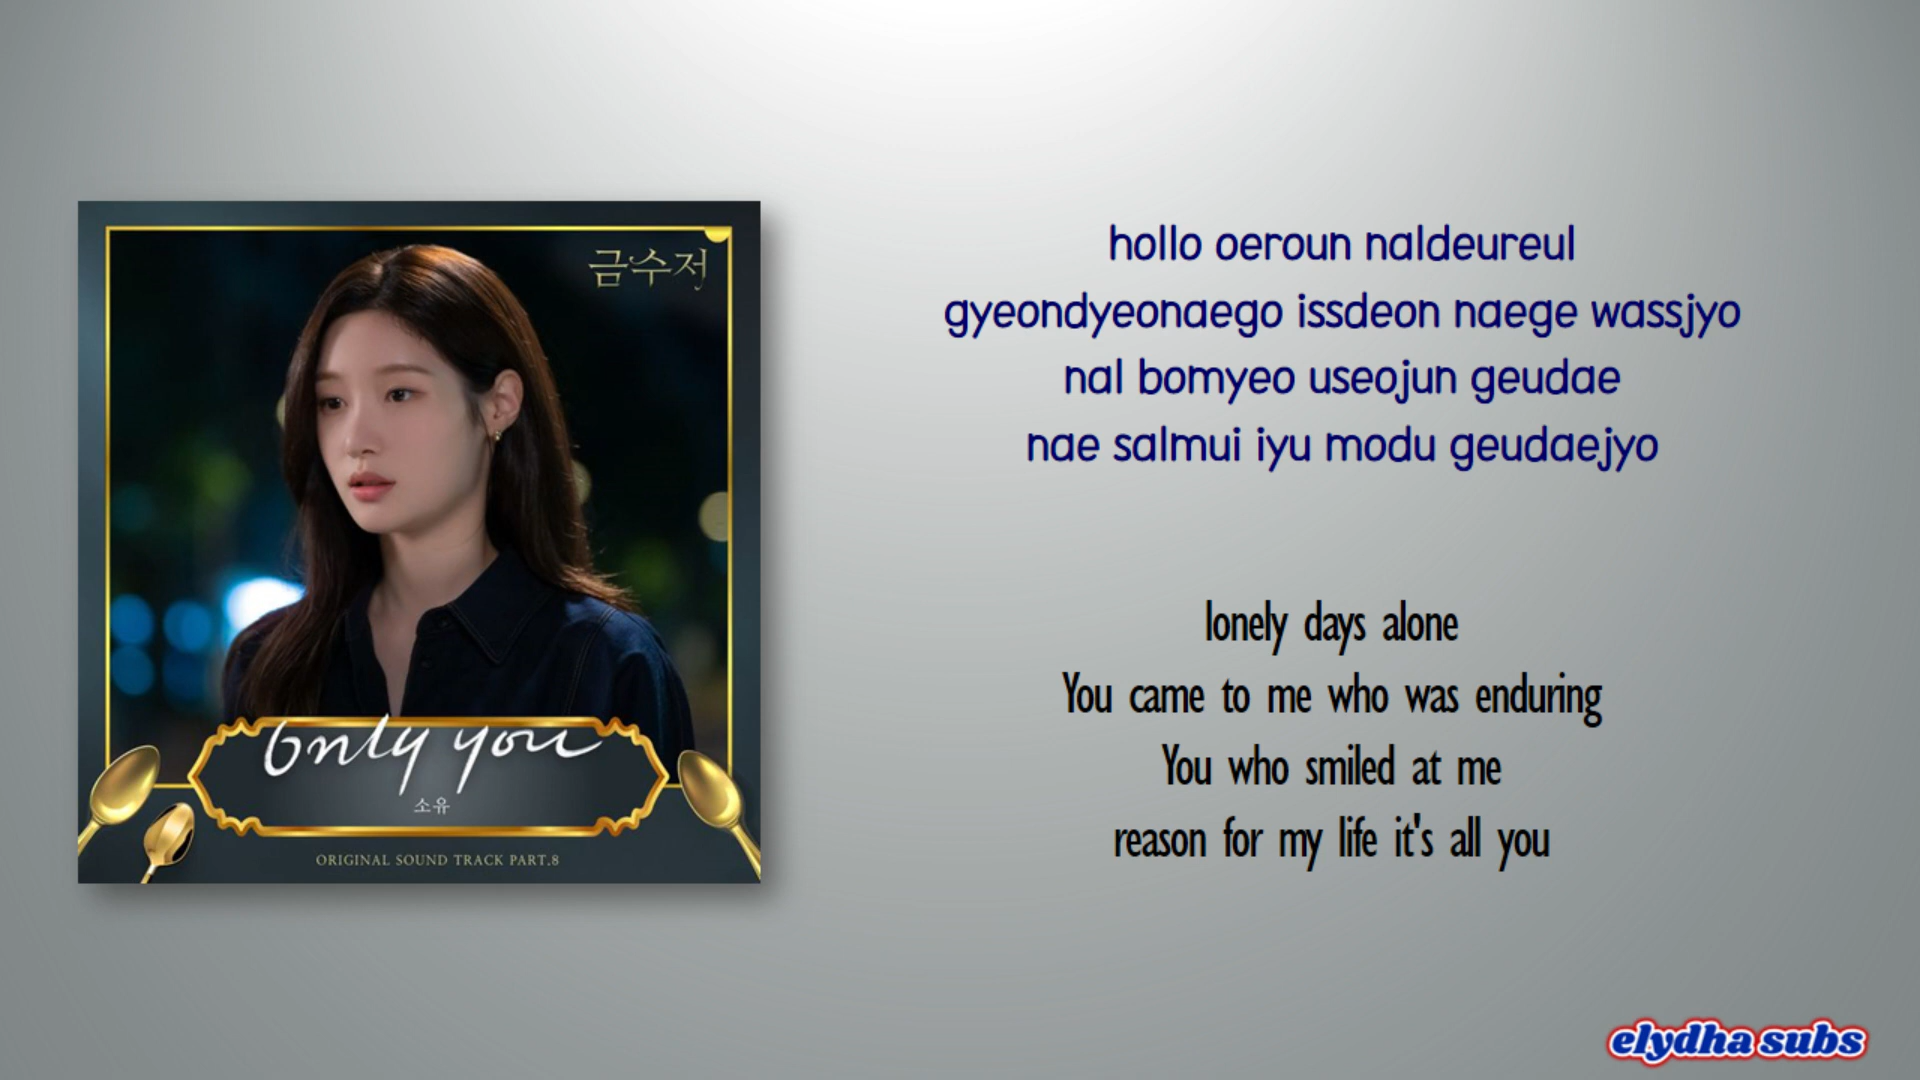 금수저
only you
소유
ORIGINAL SOUND TRACK PART.8
hollo oeroun naldeureul
gyeondyeonaego issdeon naege wassjyo
nal bomyeo useojun geudae
nae salmui iyu modu geudaejyo
lonely days alone
You came to me who was enduring
You who smiled at me
reason for my life it's all you
elydha subs